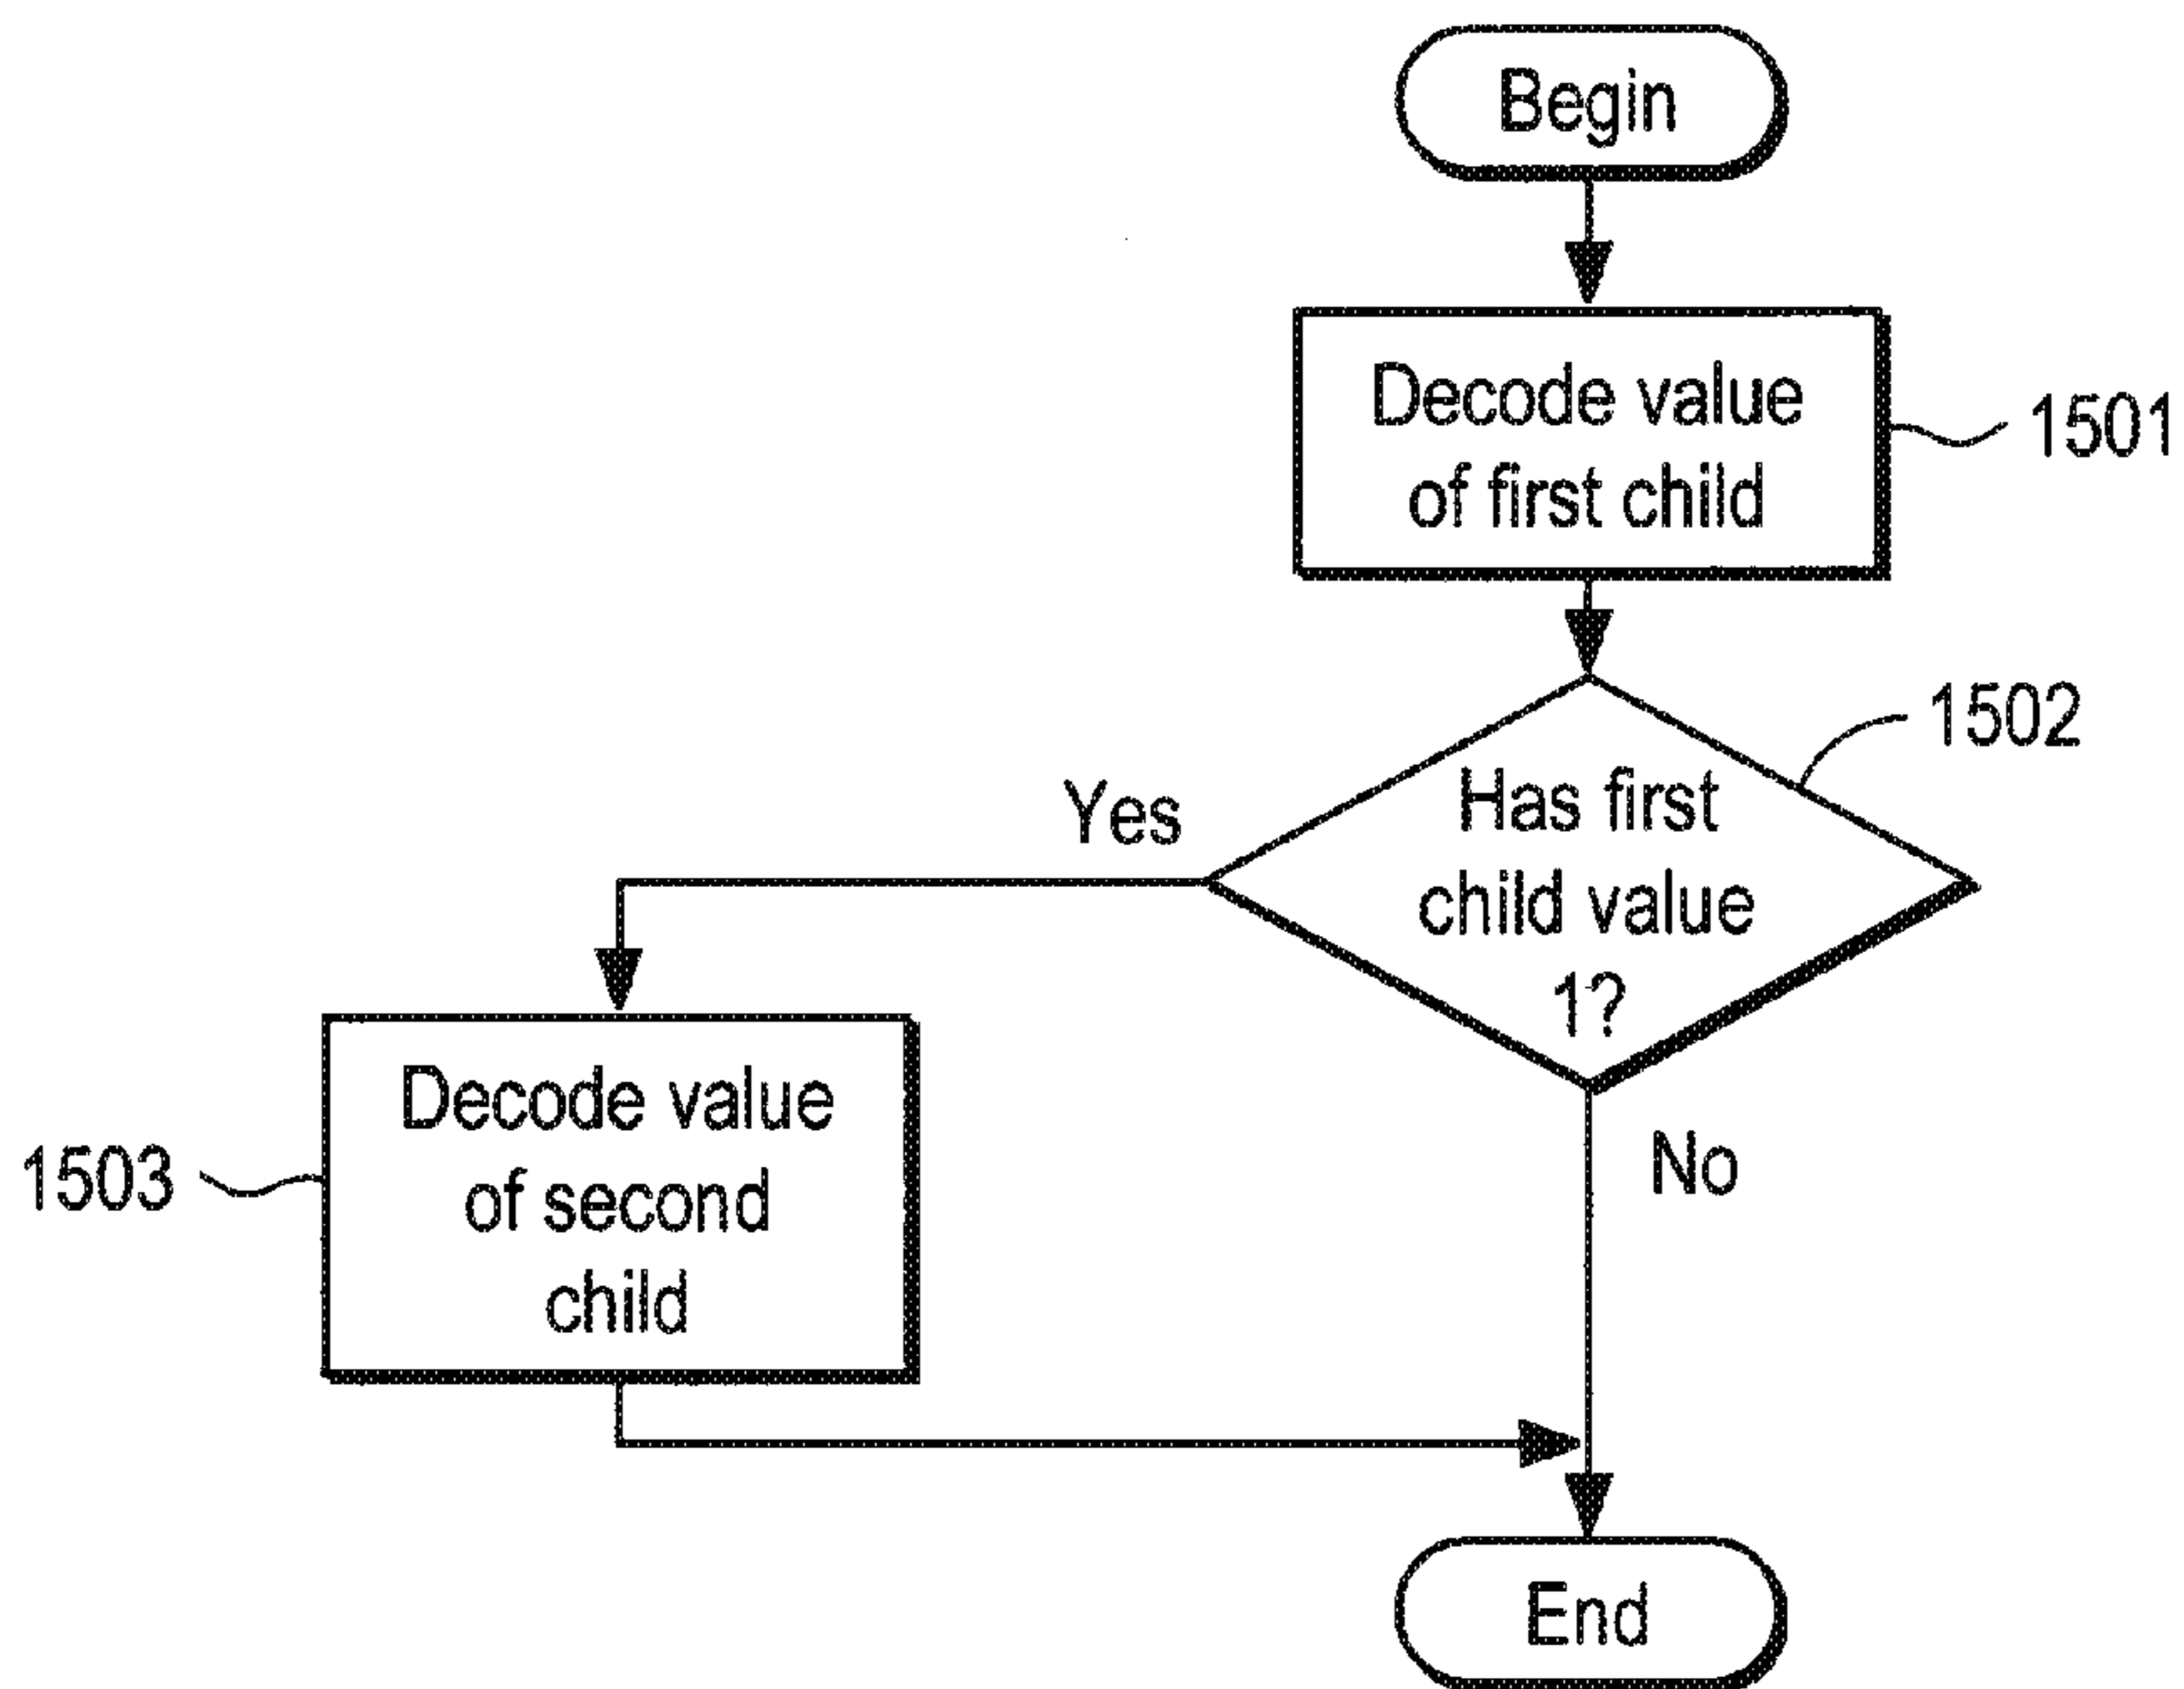 Begin
Decode value
of first child
1501
1502
Has first
child value
1?
Yes
No
Decode value
of second
child
1503
End